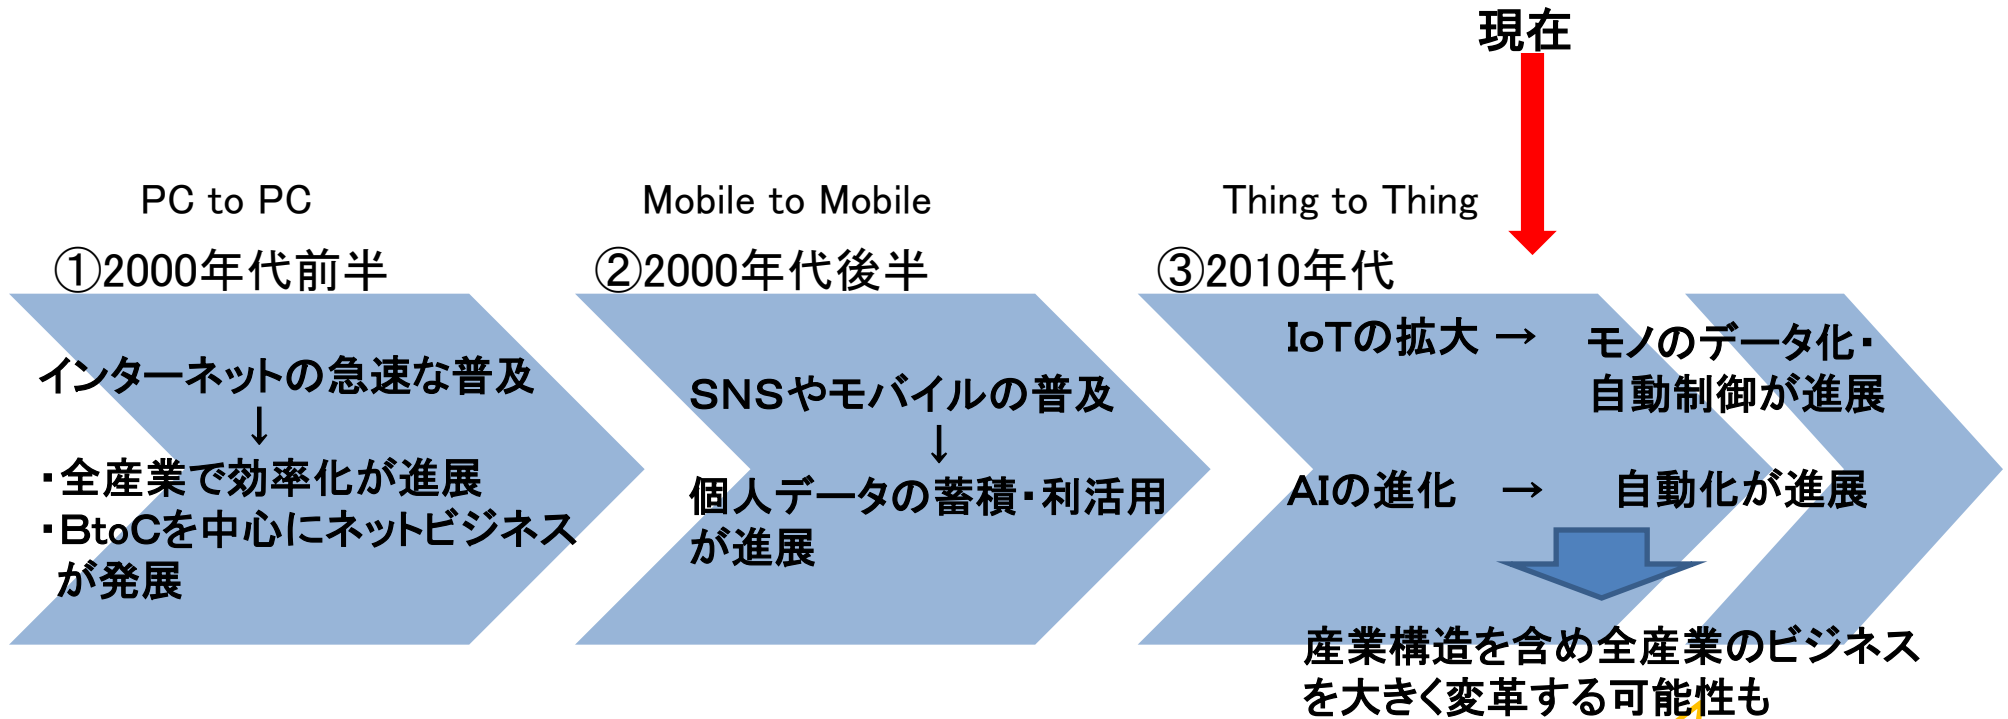 現在
PC to PC
①2000年代前半
インターネットの急速な普及
↓
・全産業で効率化が進展
・BtoCを中心にネットビジネス
が発展
Mobile to Mobile
②2000年代後半
SNSやモバイルの普及
↓
個人データの蓄積・利活用
が進展
Thing to Thing
③2010年代
IoTの拡大 → モノのデータ化・
自動制御が進展
AIの進化 → 自動化が進展
産業構造を含め全産業のビジネス
を大きく変革する可能性も